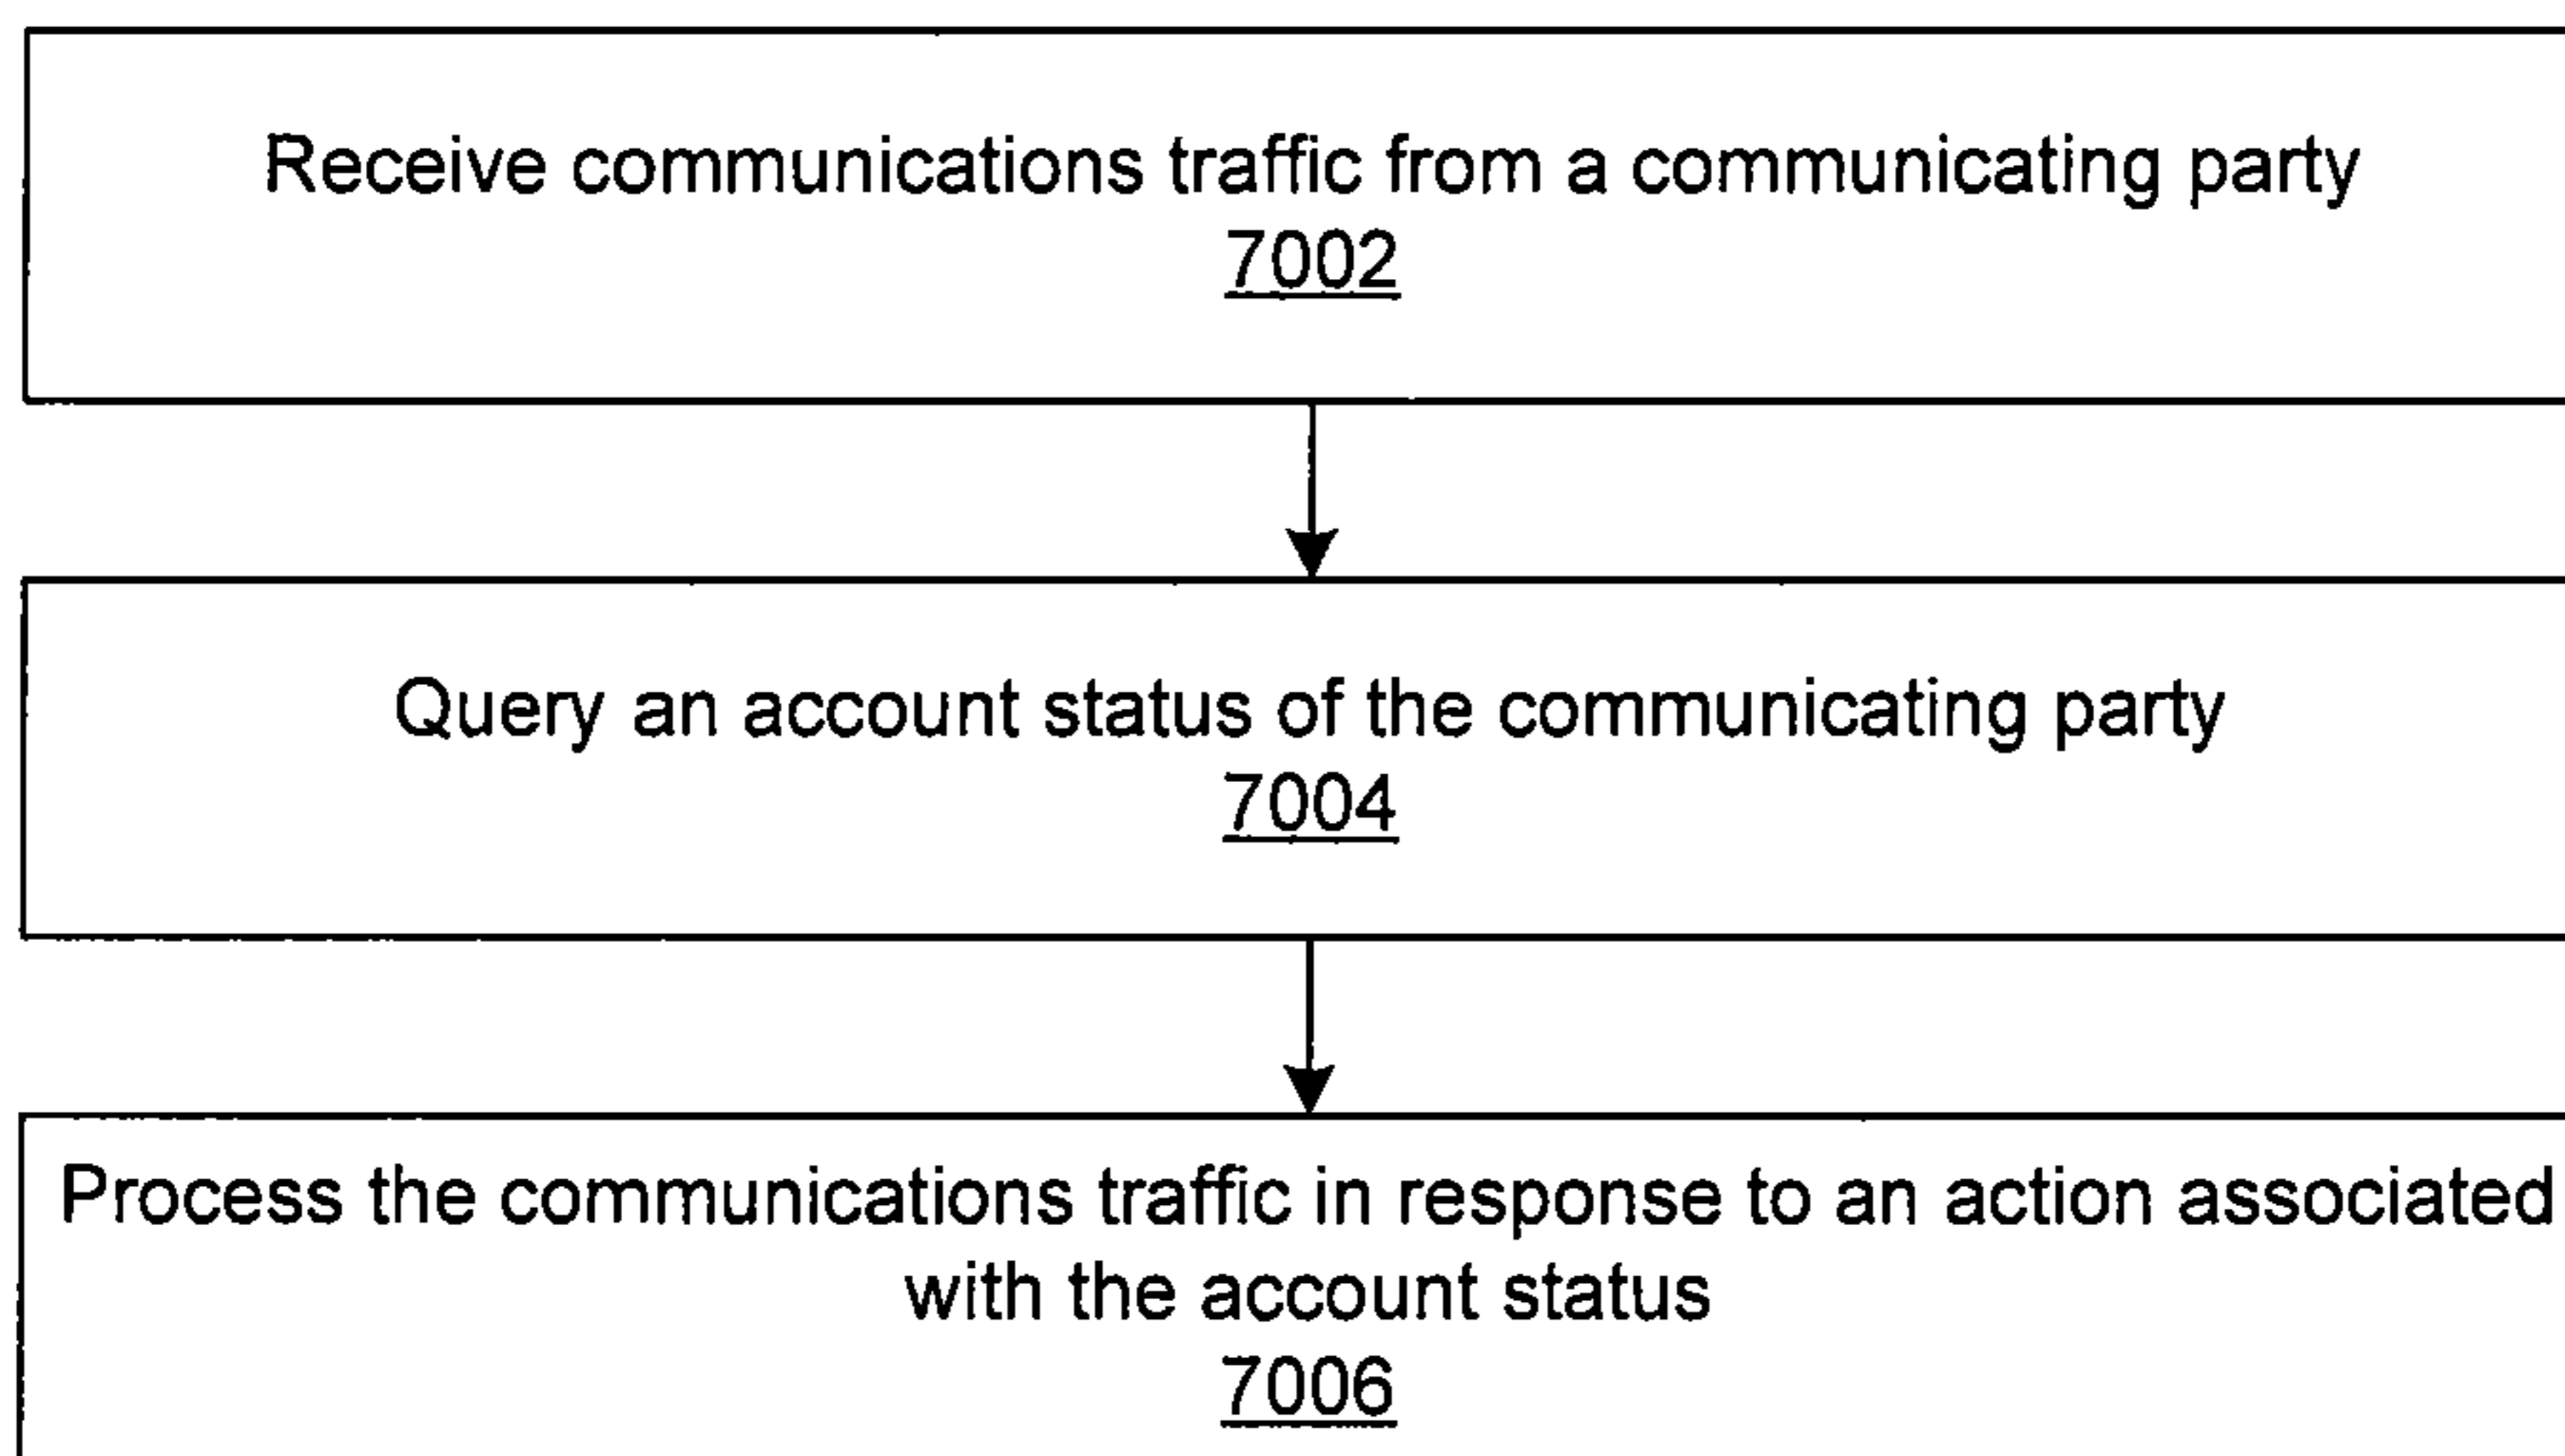 Receive communications traffic from a communicating party
7002
Query an account status of the communicating party
7004
Process the communications traffic in response to an action associated
with the account status
7006